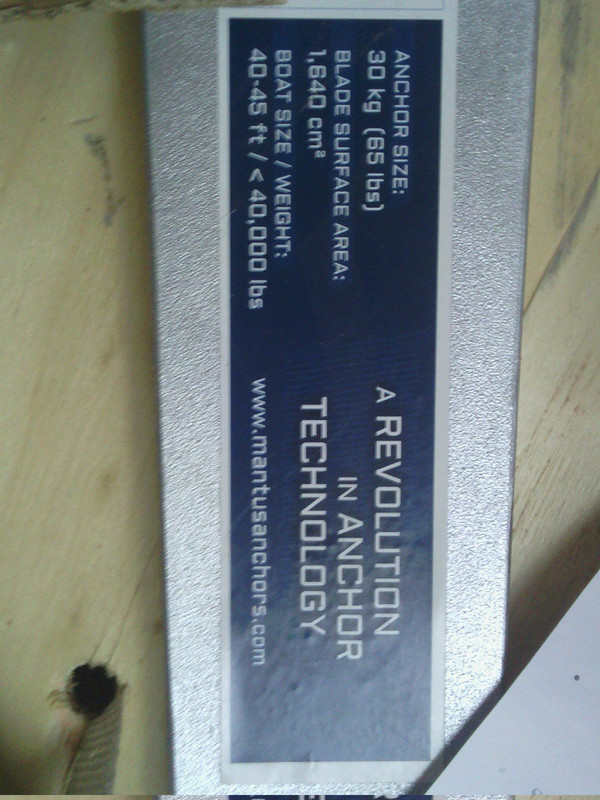 ANCHOR SIZE:
30 kg (65 lbs)
BLADE SURFACE AREA:
1,640 cm²
BOAT SIZE / WEIGHT:
40-45 ft / < 40,000 lbs
A REVOLUTION
IN ANCHOR
TECHNOLOGY
www.mantusanchors.com